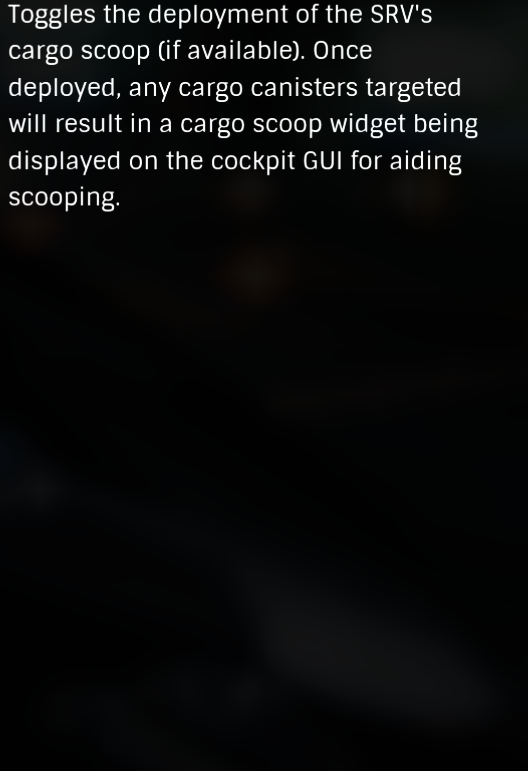 Toggles the deployment of the SRV's
cargo scoop (if available). Once
deployed, any cargo canisters targeted
will result in a cargo scoop widget being
displayed on the cockpit GUI for aiding
scooping.